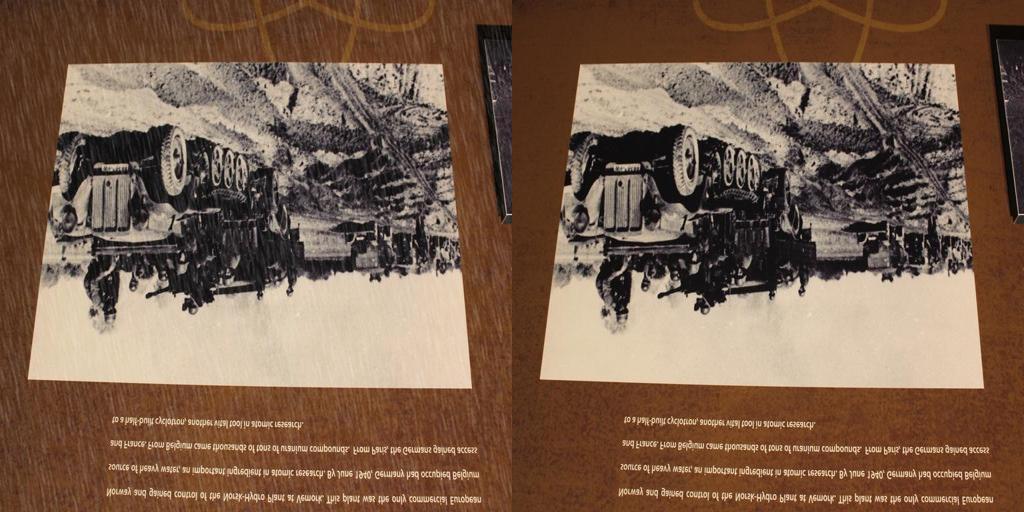 Norway and gained control of the Norsk-Hydro Plant at Vemork. This plant was the only commercial European
source of heavy water, an important ingredient in atomic research. By June 1940, Germany had occupied Belgium
and France. From Belgium came thousands of tons of uranium compounds. From Paris, the Germans gained access
to a half-built cyclotron, another vital tool in atomic research.
Norway and gained control of the Norsk-Hydro Plant at Vemork. This plant was the only commercial European
source of heavy water, an important ingredient in atomic research. By June 1940, Germany had occupied Belgium
and France. From Belgium came thousands of tons of uranium compounds. From Paris, the Germans gained access
to a half-built cyclotron, another vital tool in atomic research.